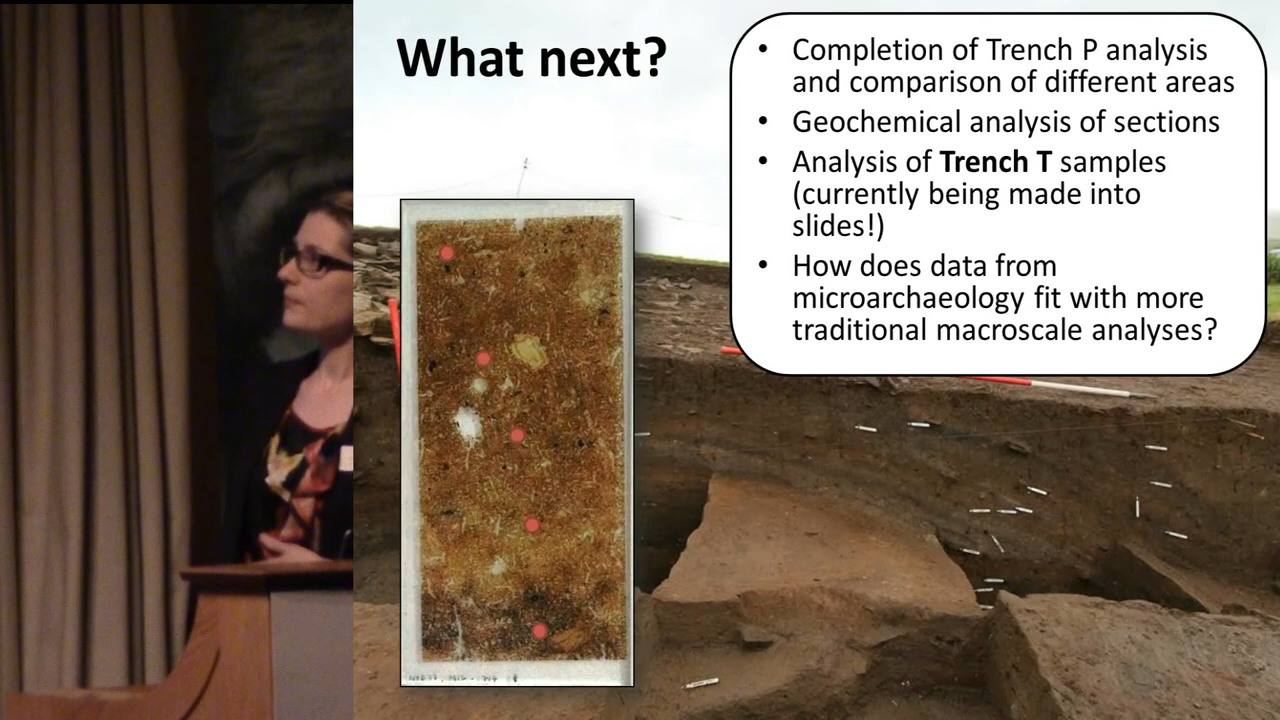 What next?
• Completion of Trench P analysis
and comparison of different areas
• Geochemical analysis of sections
• Analysis of Trench T samples
(currently being made into
slides!)
• How does data from
microarchaeology fit with more
traditional macroscale analyses?